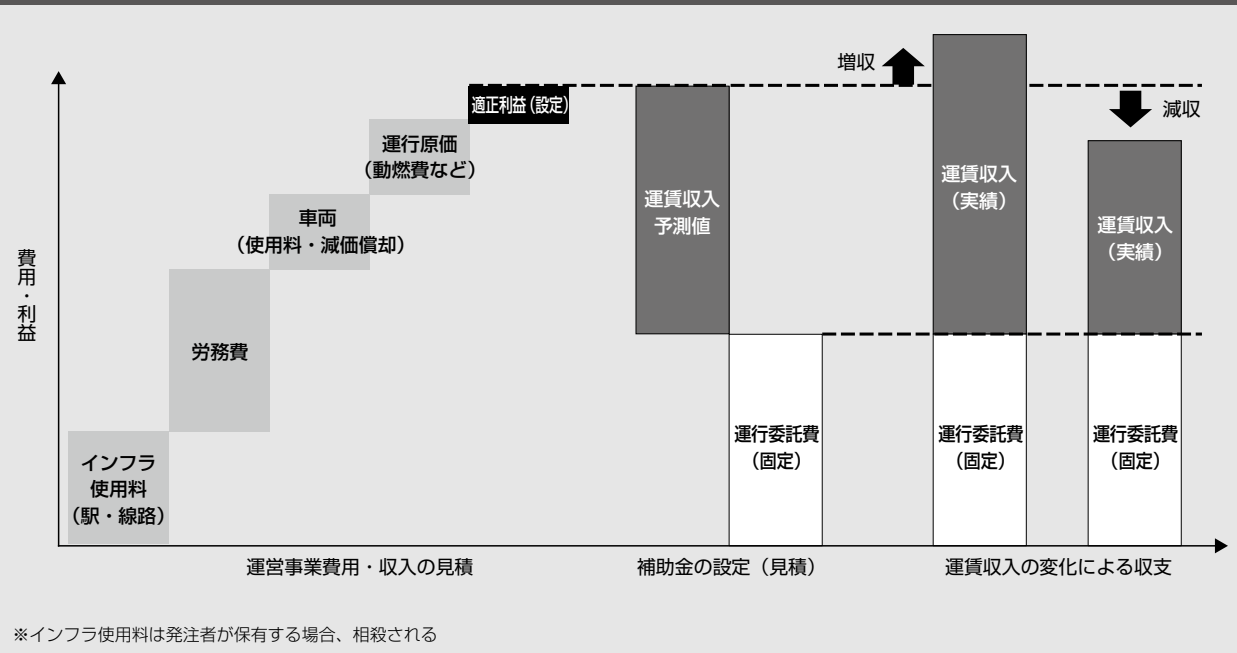 費用・利益
インフラ
使用料
（駅・線路）
労務費
車両
（使用料・減価償却）
運行原価
（動燃費など）
適正利益（設定）
運賃収入
予測値
運行委託費
（固定）
増収
運賃収入
（実績）
運行委託費
（固定）
減収
運賃収入
（実績）
運行委託費
（固定）
運営事業費用・収入の見積
補助金の設定（見積）
運賃収入の変化による収支
※インフラ使用料は発注者が保有する場合、相殺される